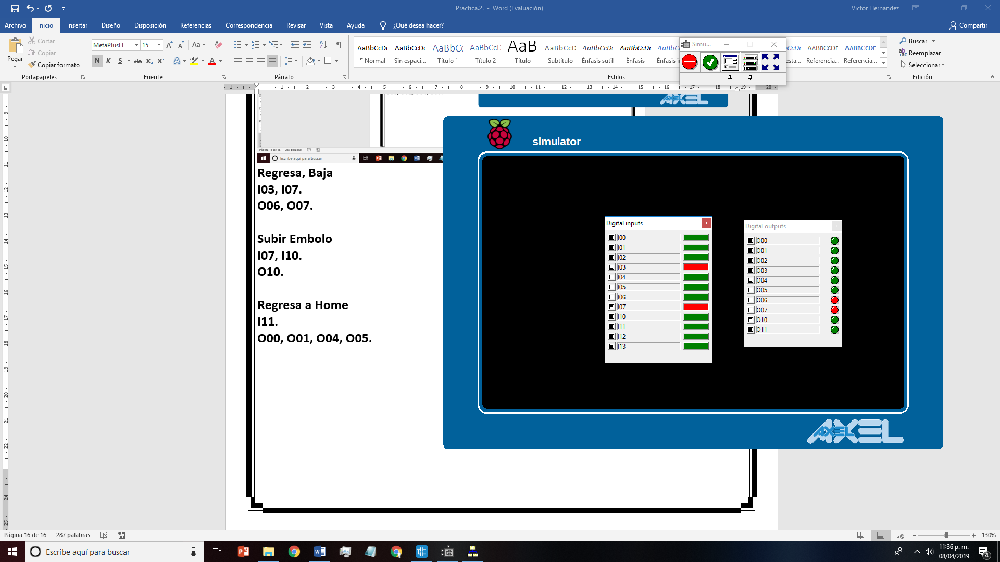 Practica.2. - Word (Evaluación)
Victor Hernandez
Archivo Inicio Insertar Diseño Disposición Referencias Correspondencia Revisar Vista Ayuda ¿Qué desea hacer? Compartir
Pegar
Cortar
Copiar
Copiar formato
Portapapeles
MetaPlusLF 15
N K S abc x₂ x²
Fuente
Párrafo
AaBbCcDc AaBbCcDc AaBbCc AaBbCcD AaB AaBbCcD AaBbCcDc AaBbCcDc
¶ Normal Sin espaci... Título 1 Título 2 Título Subtítulo Énfasis sutil Énfasis
AaBbCcDE AaBbCcDE
Referencia... Referencia...
Estilos
Buscar
Reemplazar
Seleccionar
Edición
Simu...
AXEL
Página 15 de 16 287 palabras
Escribe aquí para buscar
Regresa, Baja
I03, I07.
O06, O07.
Subir Embolo
I07, I10.
O10.
Regresa a Home
I11.
O00, O01, O04, O05.
simulator
Digital inputs
I00
I01
I02
I03
I04
I05
I06
I07
I10
I11
I12
I13
Digital outputs
O00
O01
O02
O03
O04
O05
O06
O07
O10
O11
AXEL
Página 16 de 16 287 palabras
130%
Escribe aquí para buscar
11:36 p. m.
08/04/2019
4